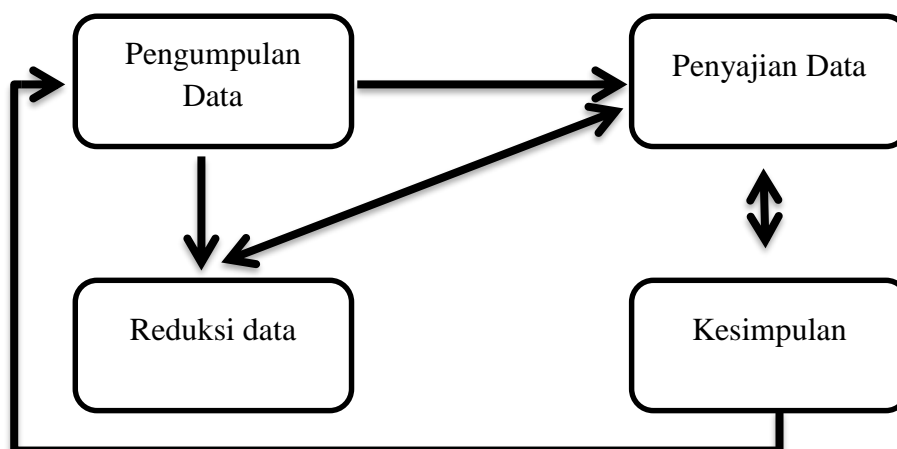 Pengumpulan
Data
Penyajian Data
Reduksi data
Kesimpulan